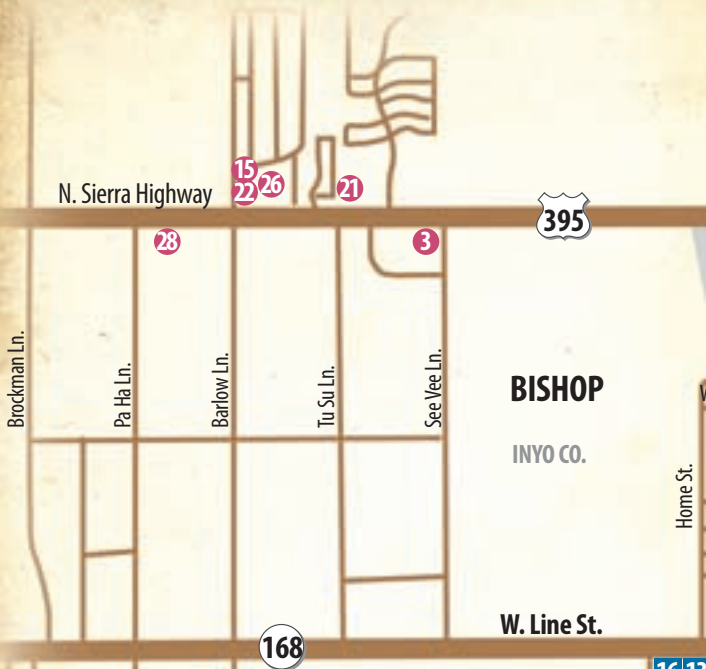 15
22
26
21
N. Sierra Highway
395
28
3
Brockman Ln.
Pa Ha Ln.
Barlow Ln.
Tu Su Ln.
See Vee Ln.
BISHOP
INYO CO.
Home St.
W. Line St.
168